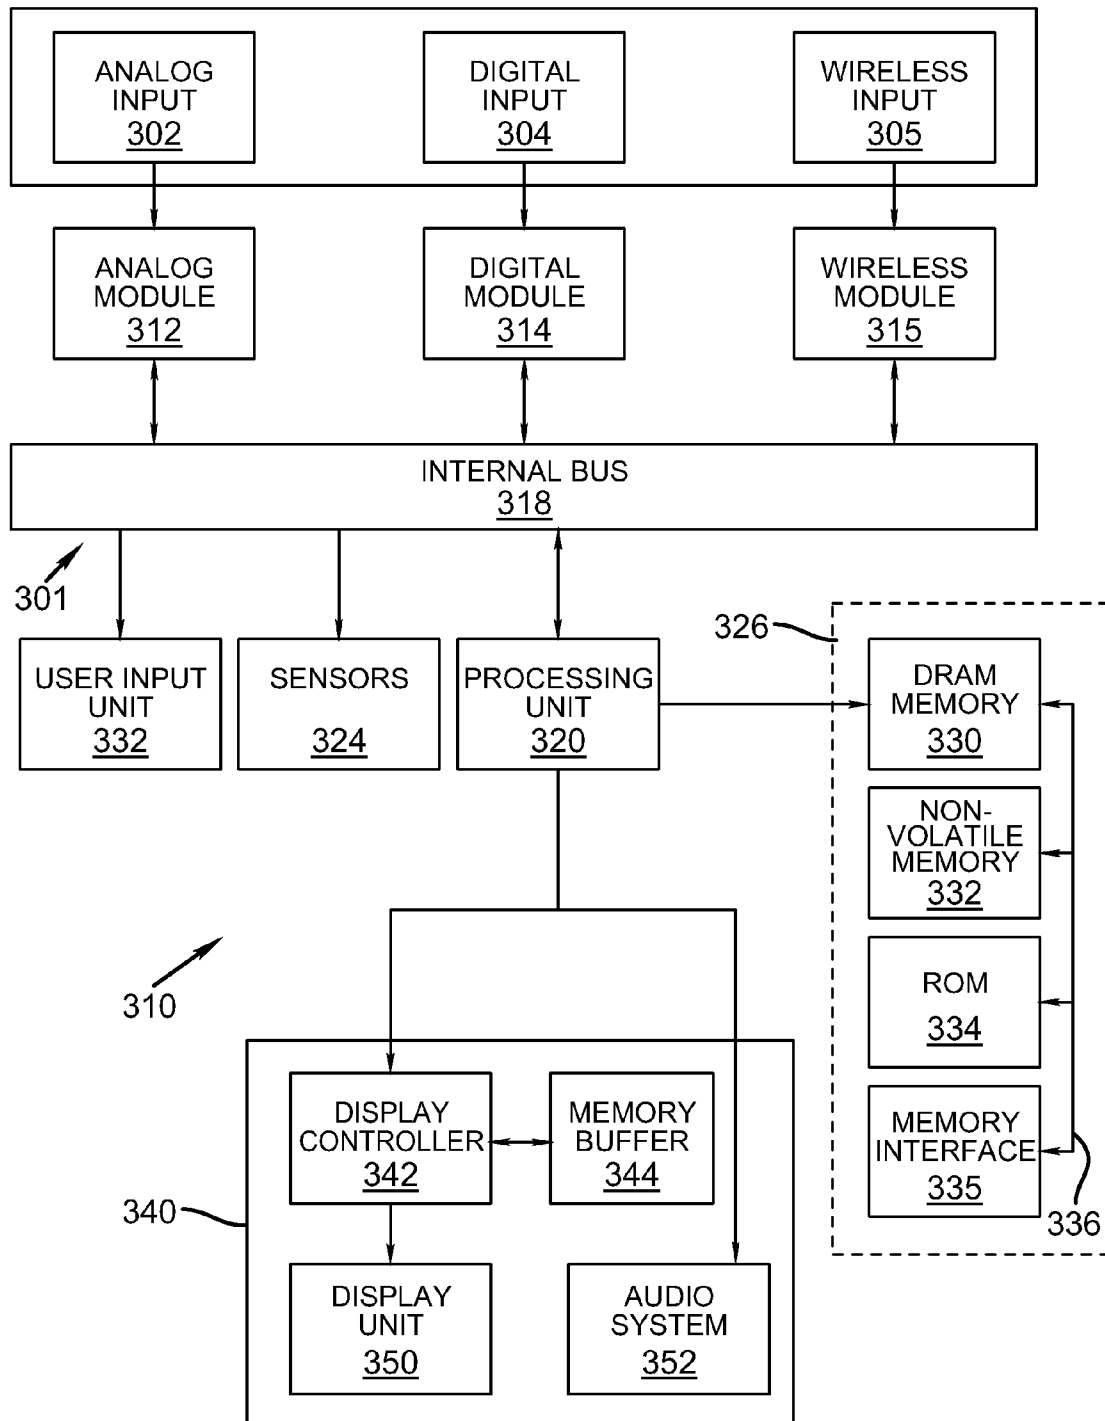 ANALOG
INPUT
302
DIGITAL
INPUT
304
WIRELESS
INPUT
305
ANALOG
MODULE
312
DIGITAL
MODULE
314
WIRELESS
MODULE
315
INTERNAL BUS
318
301
USER INPUT
UNIT
332
SENSORS
324
PROCESSING
UNIT
320
326
DRAM
MEMORY
330
NON-
VOLATILE
MEMORY
332
ROM
334
MEMORY
INTERFACE
335
336
310
340
DISPLAY
CONTROLLER
342
MEMORY
BUFFER
344
DISPLAY
UNIT
350
AUDIO
SYSTEM
352